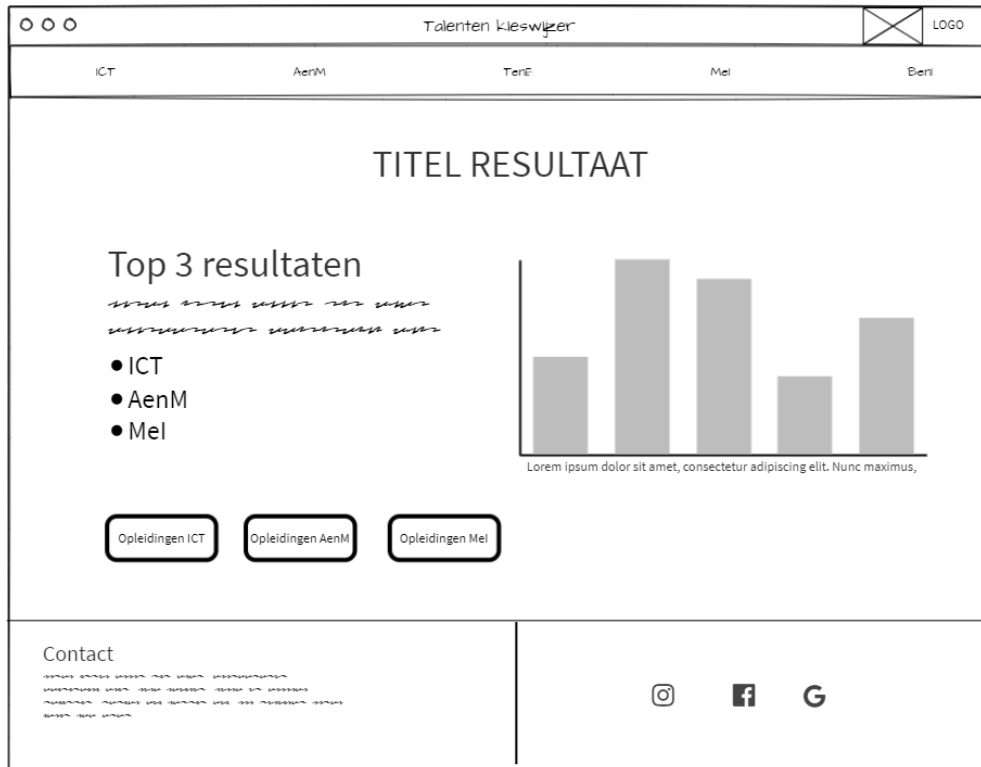 Talenten kieswijzer
LOGO
ICT
AenM
TenE
MeI
BenI
TITEL RESULTAAT
Top 3 resultaten
ICT
AenM
MeI
Lorem ipsum dolor sit amet, consectetur adipiscing elit. Nunc maximus,
Opleidingen ICT
Opleidingen AenM
Opleidingen MeI
Contact